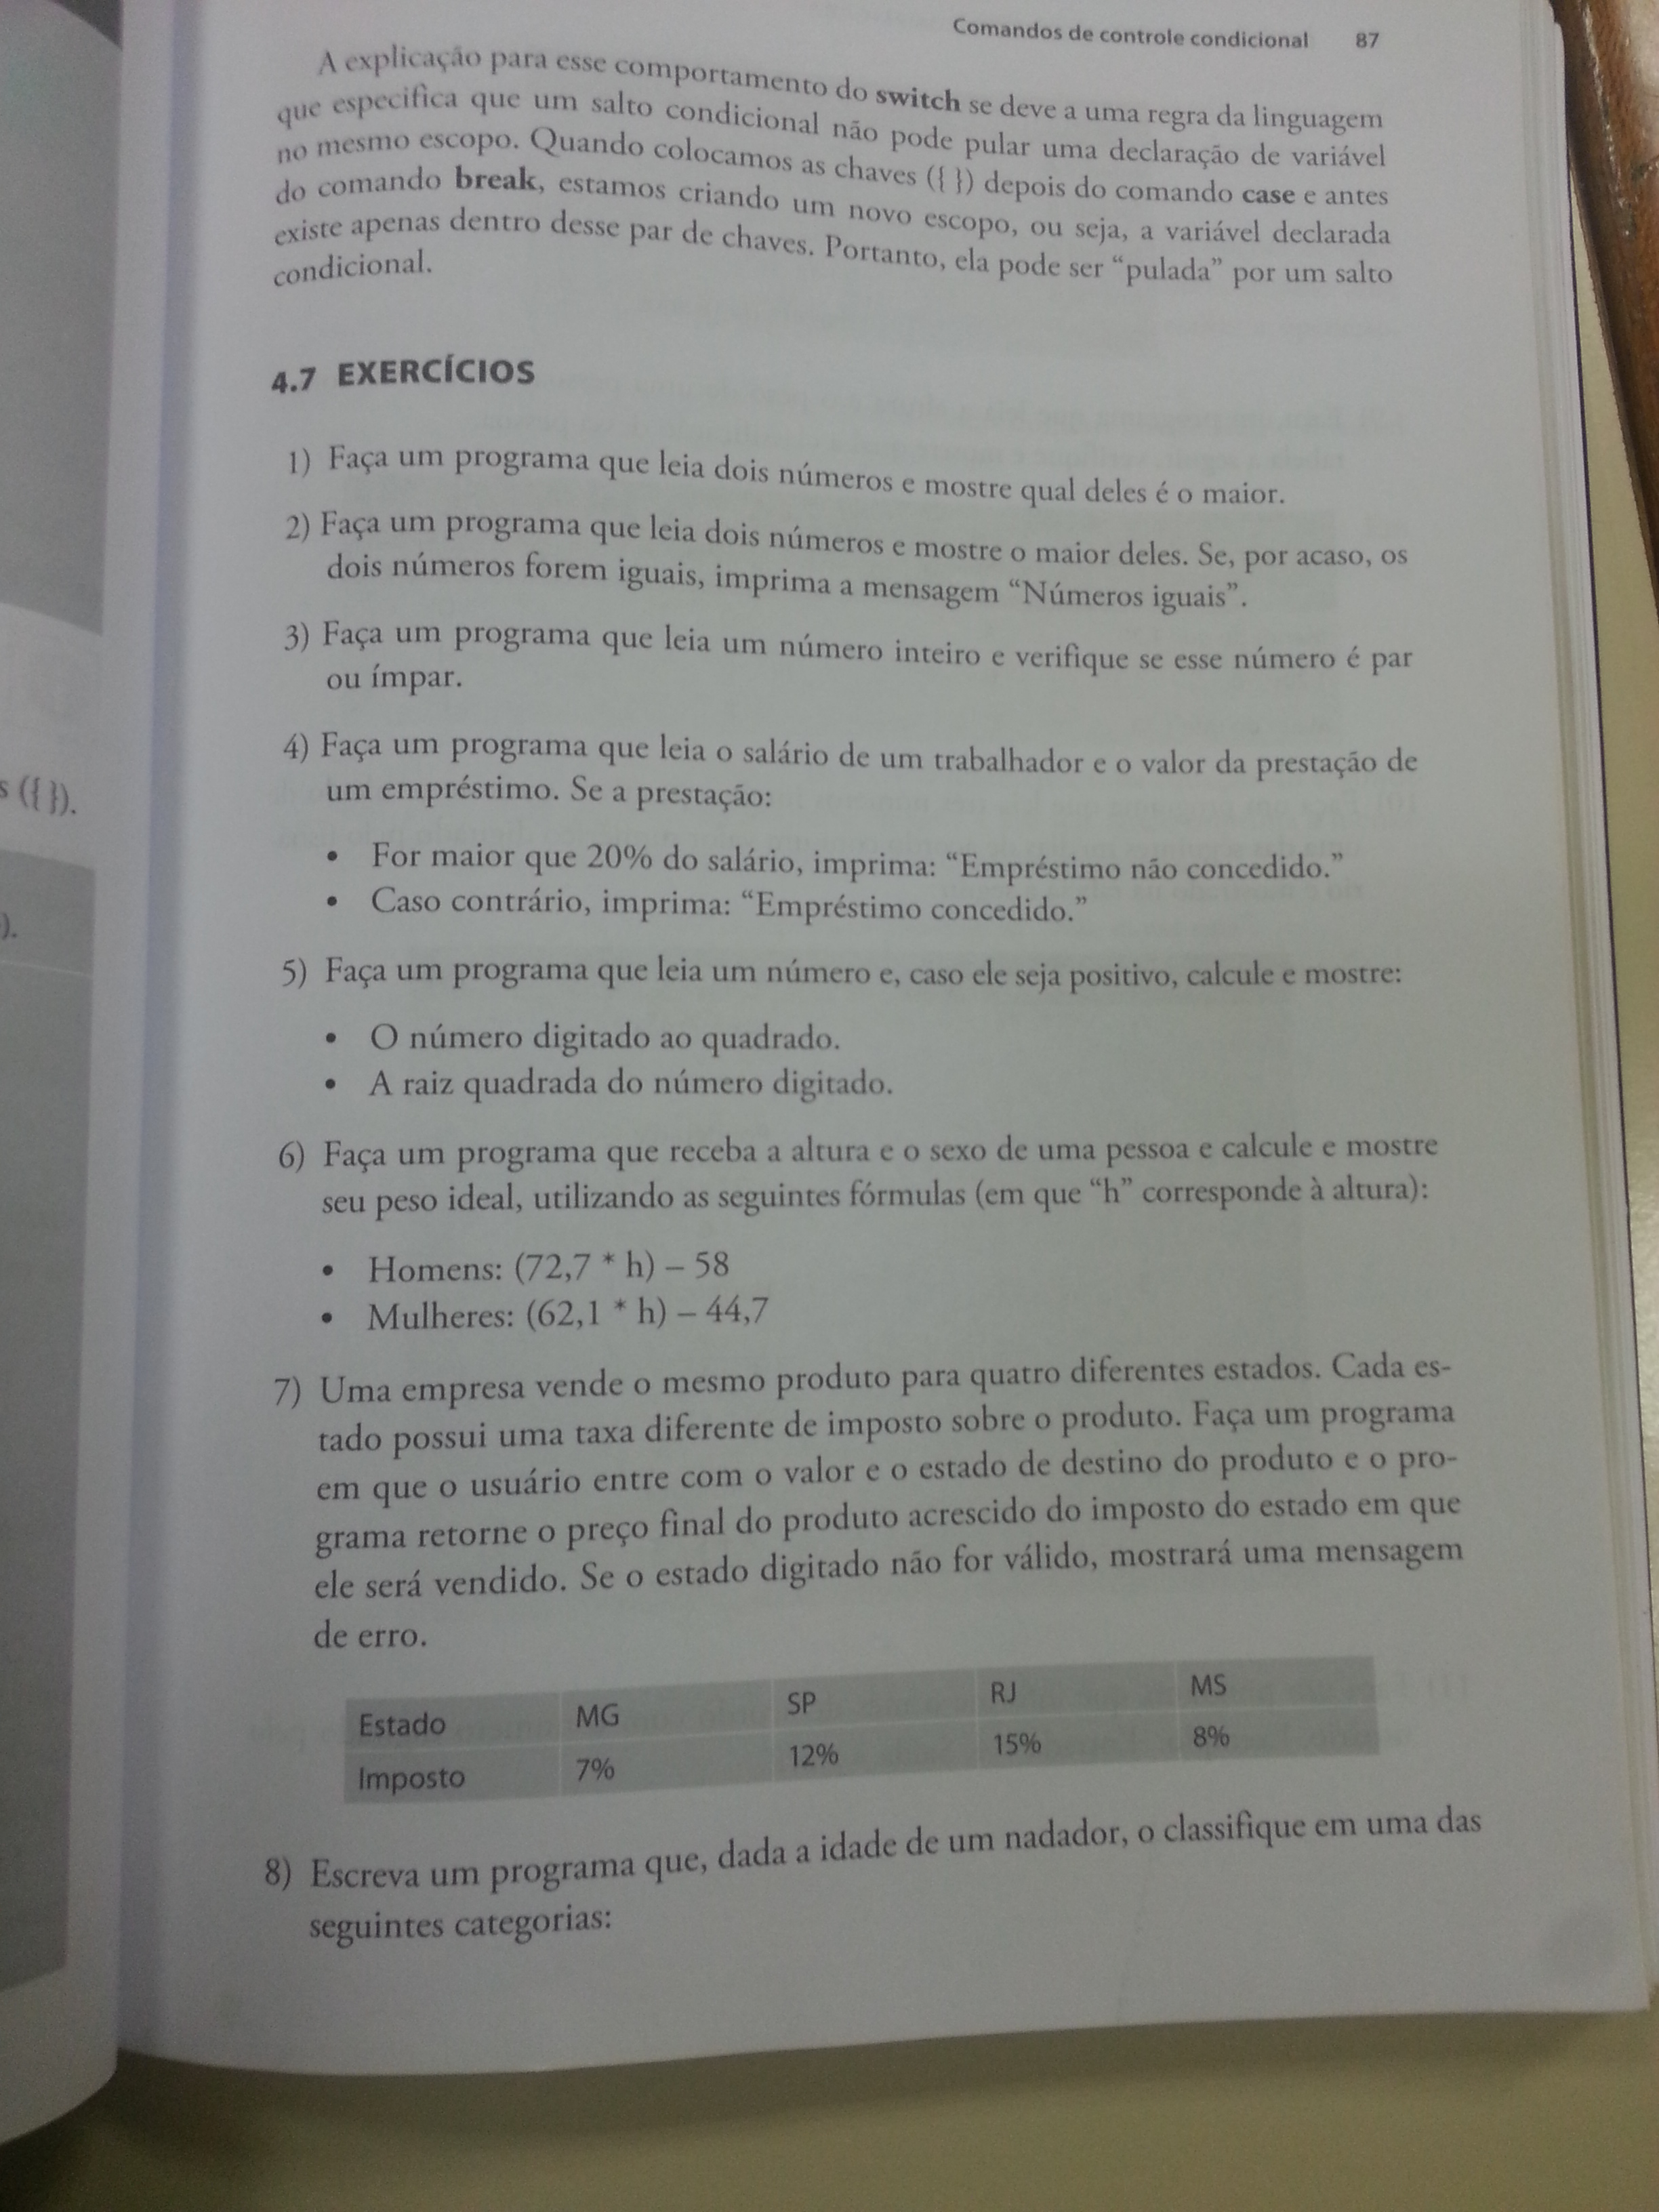 Comandos de controle condicional 87
A explicação para esse comportamento do switch se deve a uma regra da linguagem
que especifica que um salto condicional não pode pular uma declaração de variável
no mesmo escopo. Quando colocamos as chaves ({ }) depois do comando case e antes
do comando break, estamos criando um novo escopo, ou seja, a variável declarada
existe apenas dentro desse par de chaves. Portanto, ela pode ser “pulada” por um salto
condicional.
4.7 EXERCÍCIOS
1) Faça um programa que leia dois números e mostre qual deles é o maior.
2) Faça um programa que leia dois números e mostre o maior deles. Se, por acaso, os
dois números forem iguais, imprima a mensagem “Números iguais”.
3) Faça um programa que leia um número inteiro e verifique se esse número é par
ou ímpar.
4) Faça um programa que leia o salário de um trabalhador e o valor da prestação de
um empréstimo. Se a prestação:
• For maior que 20% do salário, imprima: “Empréstimo não concedido.”
• Caso contrário, imprima: “Empréstimo concedido.”
5) Faça um programa que leia um número e, caso ele seja positivo, calcule e mostre:
• O número digitado ao quadrado.
• A raiz quadrada do número digitado.
6) Faça um programa que receba a altura e o sexo de uma pessoa e calcule e mostre
seu peso ideal, utilizando as seguintes fórmulas (em que “h” corresponde à altura):
• Homens: (72,7 * h) – 58
• Mulheres: (62,1 * h) – 44,7
7) Uma empresa vende o mesmo produto para quatro diferentes estados. Cada es-
tado possui uma taxa diferente de imposto sobre o produto. Faça um programa
em que o usuário entre com o valor e o estado de destino do produto e o pro-
grama retorne o preço final do produto acrescido do imposto do estado em que
ele será vendido. Se o estado digitado não for válido, mostrará uma mensagem
de erro.
Estado MG SP RJ MS
Imposto 7% 12% 15% 8%
8) Escreva um programa que, dada a idade de um nadador, o classifique em uma das
seguintes categorias:
s ({ }).
).